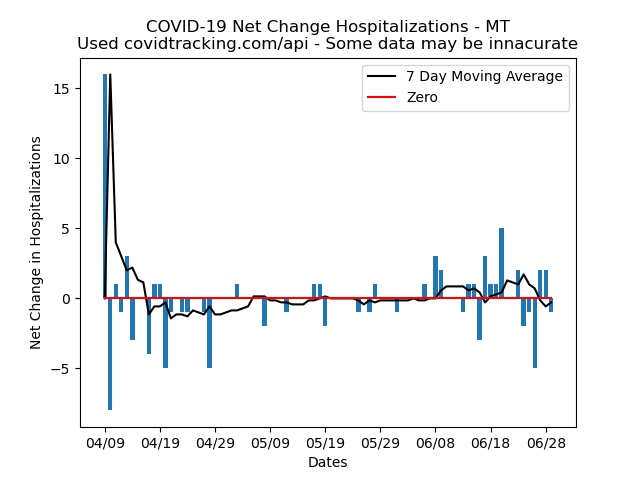 COVID-19 Net Change Hospitalizations - MT
Used covidtracking.com/api - Some data may be innacurate
7 Day Moving Average
Zero
Net Change in Hospitalizations
15
10
5
0
−5
04/09 04/19 04/29 05/09 05/19 05/29 06/08 06/18 06/28
Dates